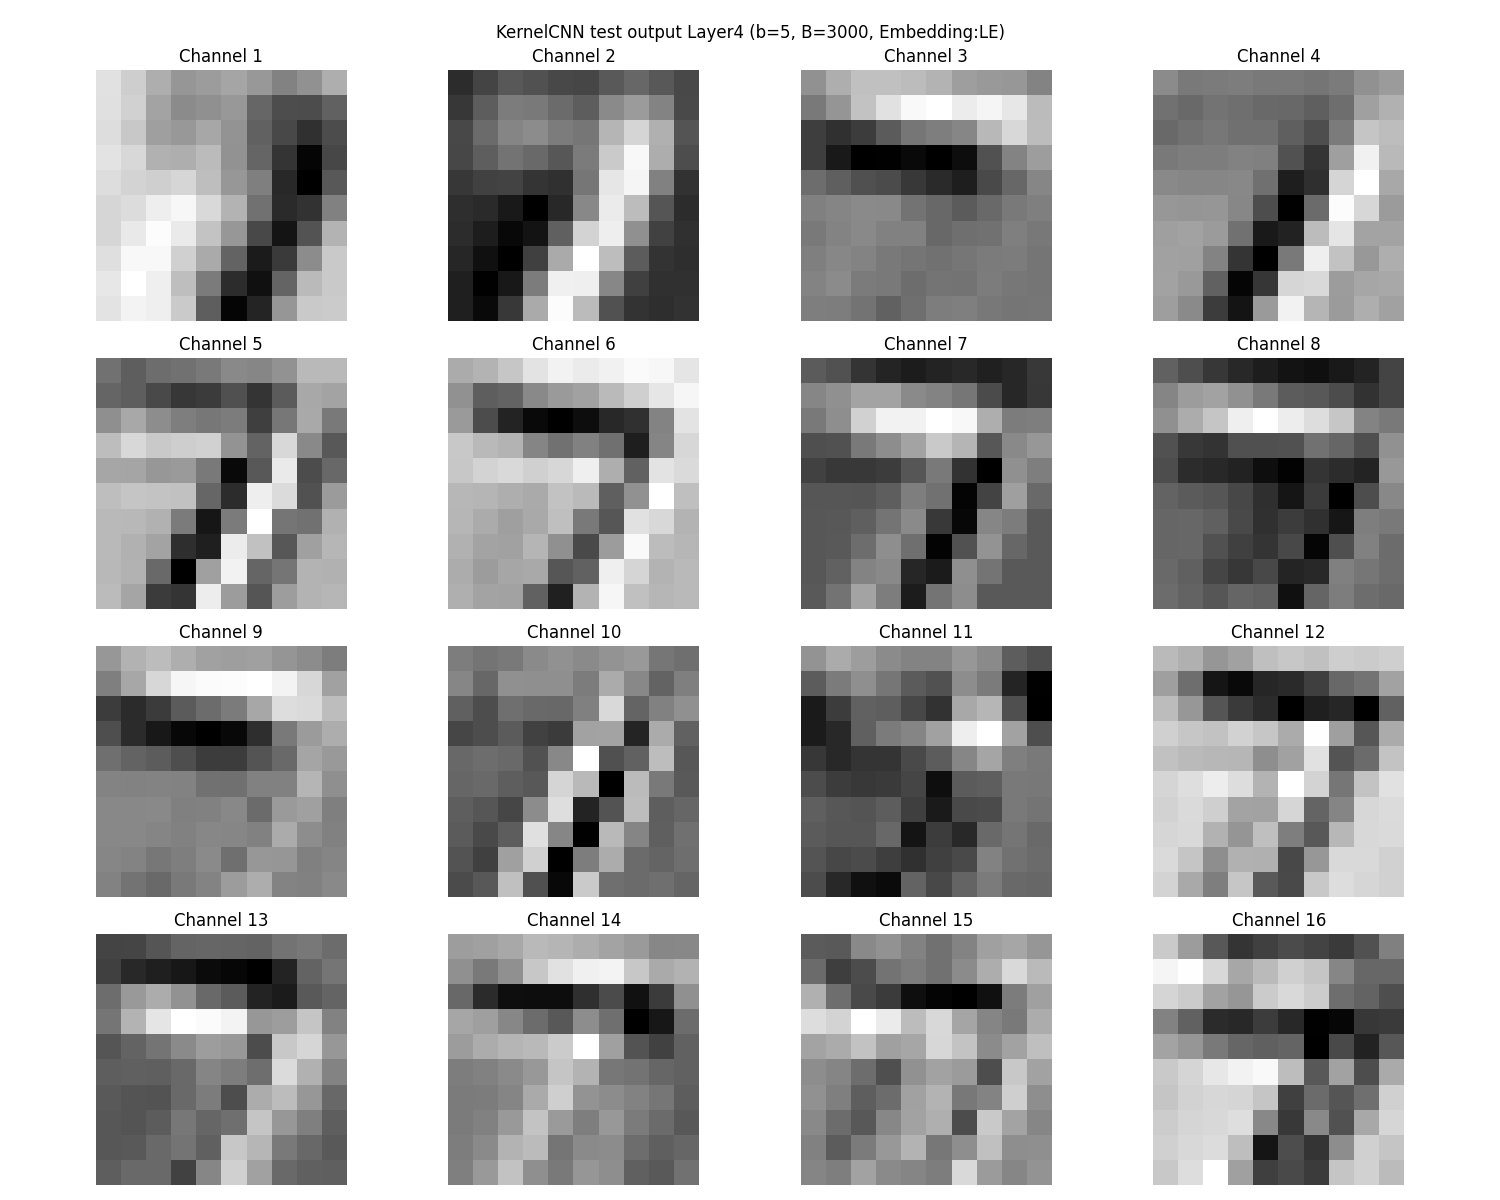 KernelCNN test output Layer4 (b=5, B=3000, Embedding:LE)
Channel 1 Channel 2 Channel 3 Channel 4
Channel 5 Channel 6 Channel 7 Channel 8
Channel 9 Channel 10 Channel 11 Channel 12
Channel 13 Channel 14 Channel 15 Channel 16